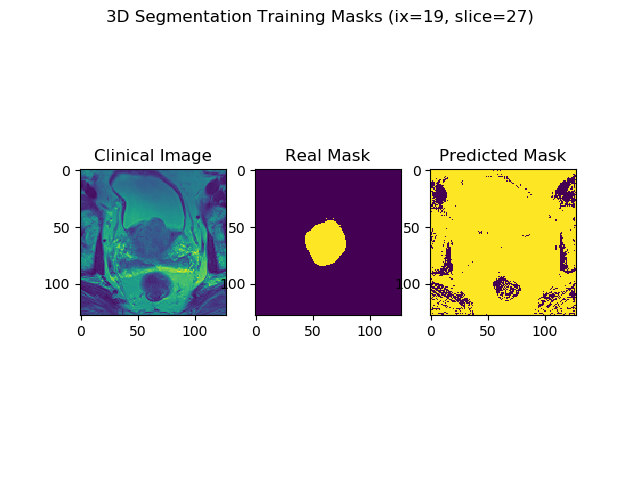 3D Segmentation Training Masks (ix=19, slice=27)
Clinical Image Real Mask Predicted Mask
0 0 0
50 50 50
100 100 100
0 50 100 0 50 100 0 50 100